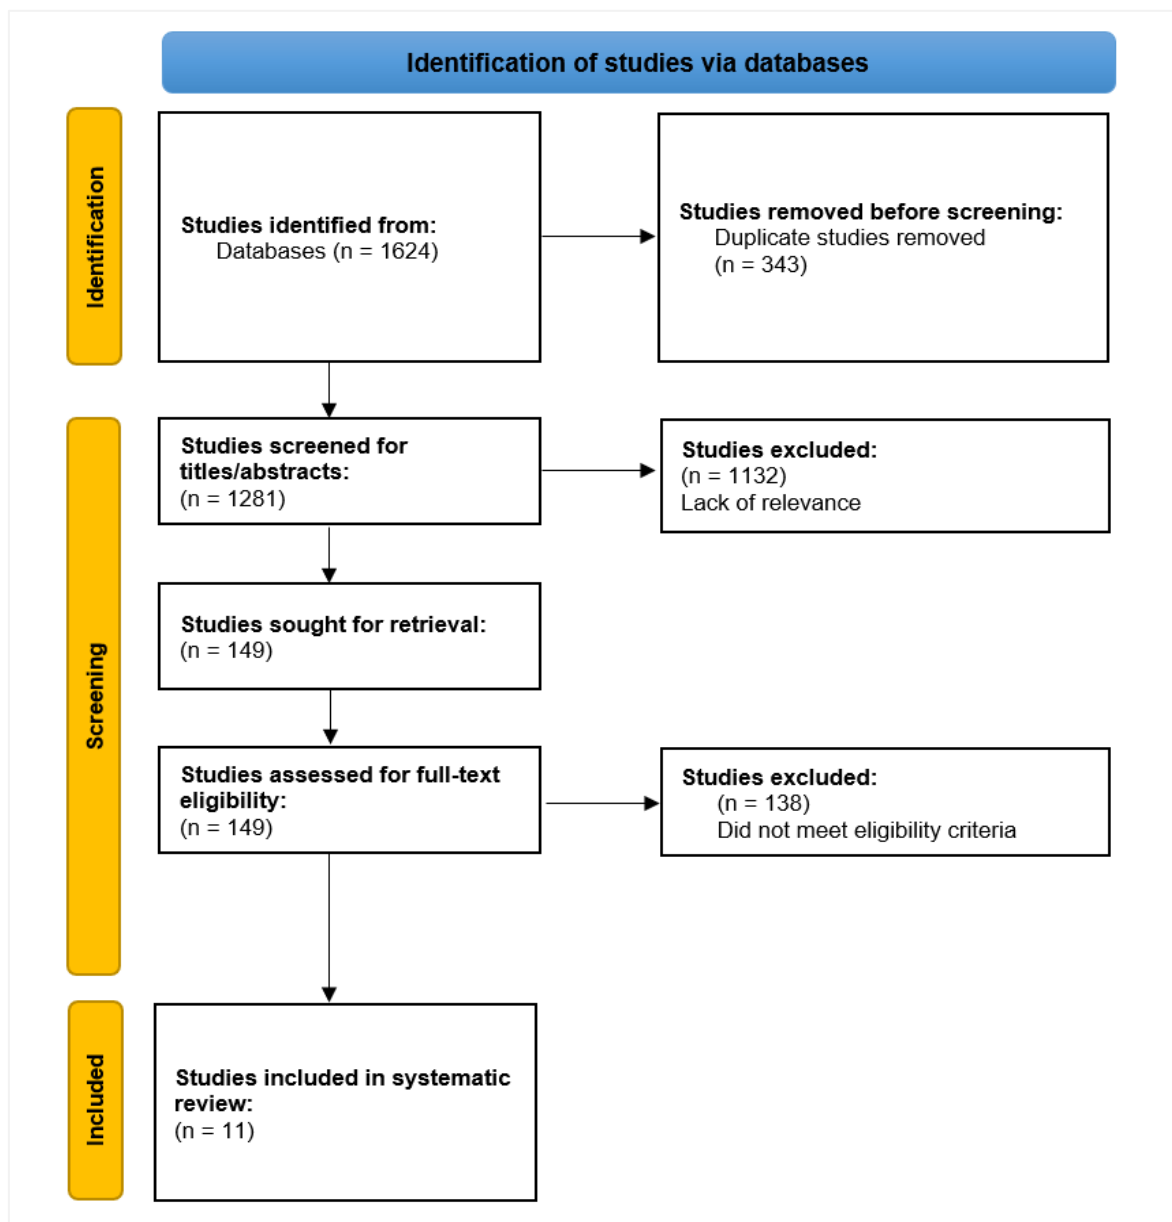 Identification of studies via databases
Identification
Studies identified from:
Databases (n = 1624)
Studies removed before screening:
Duplicate studies removed
(n = 343)
Screening
Studies screened for
titles/abstracts:
(n = 1281)
Studies excluded:
(n = 1132)
Lack of relevance
Studies sought for retrieval:
(n = 149)
Studies assessed for full-text
eligibility:
(n = 149)
Studies excluded:
(n = 138)
Did not meet eligibility criteria
Included
Studies included in systematic
review:
(n = 11)